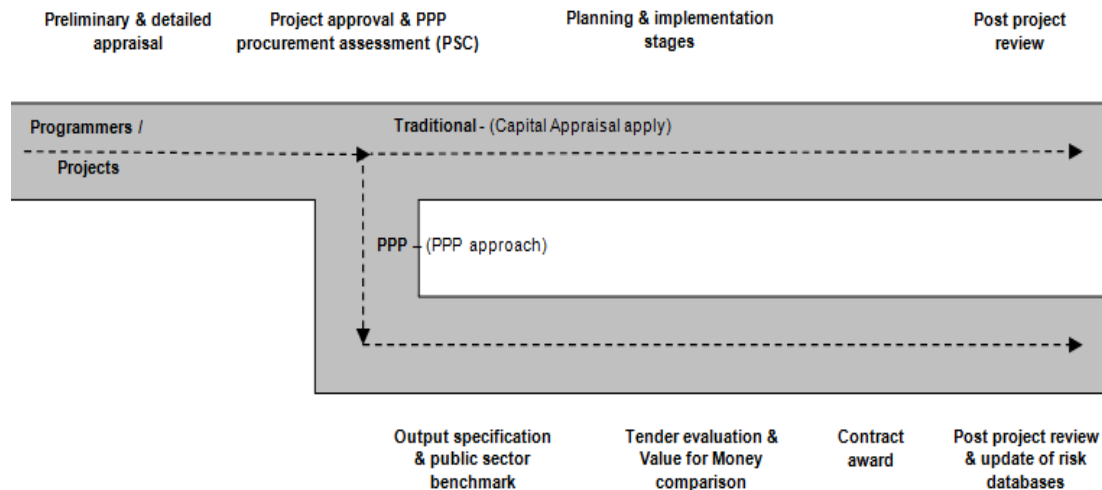 Preliminary & detailed
appraisal
Project approval & PPP
procurement assessment (PSC)
Planning & implementation
stages
Post project
review
Programmers /
Projects
Traditional - (Capital Appraisal apply)
PPP – (PPP approach)
Output specification
& public sector
benchmark
Tender evaluation &
Value for Money
comparison
Contract
award
Post project review
& update of risk
databases